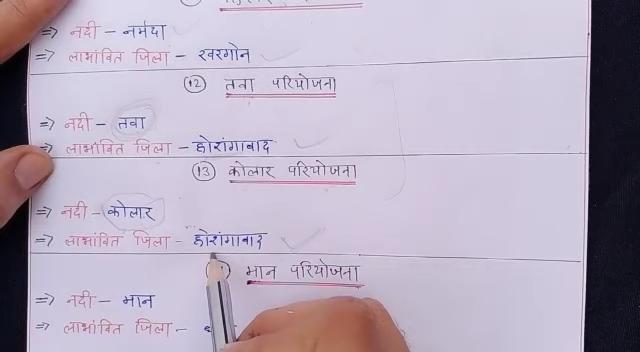 ⇒ नदी - नर्मदा
⇒ लाभांवित जिला - खरगोन
(12) तवा परियोजना
⇒ नदी - तवा
⇒ लाभांवित जिला - होरांगाबाद
(13) कोलार परियोजना
⇒ नदी - कोलार
⇒ लाभांवित जिला - होरांगाबाद
मान परियोजना
⇒ नदी - मान
⇒ लाभांवित जिला -